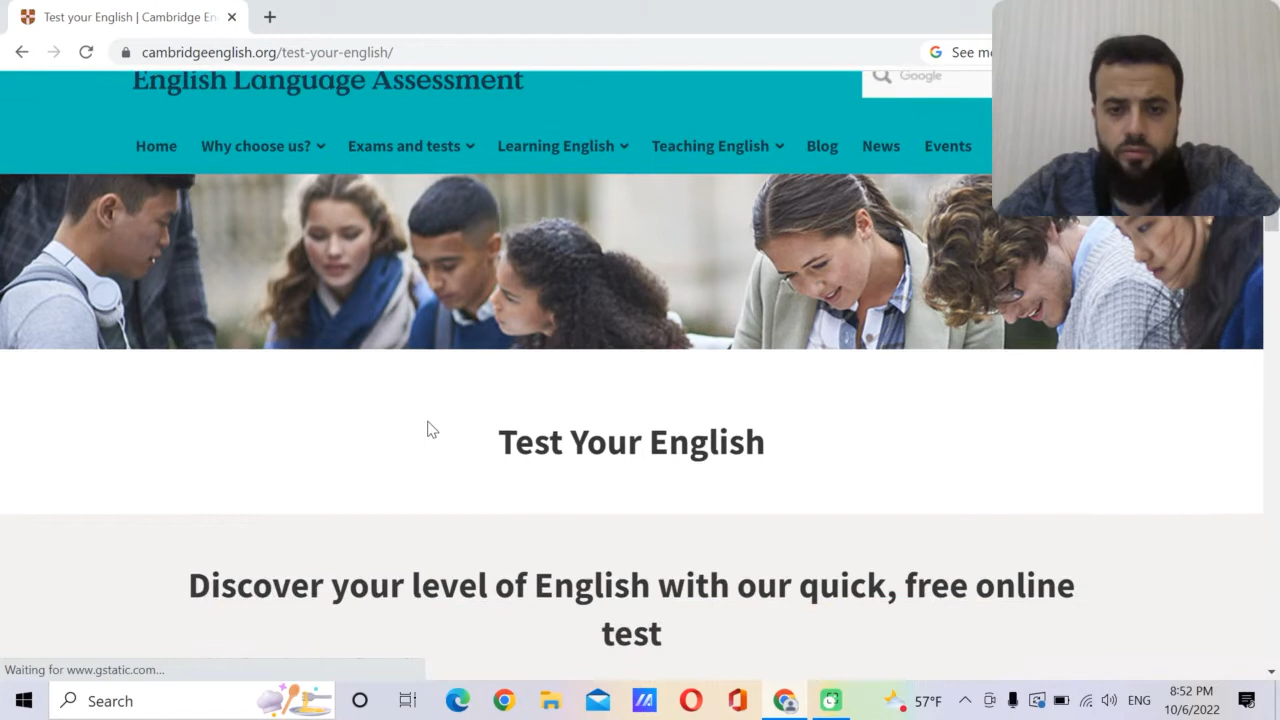 Test your English | Cambridge En
cambridgeenglish.org/test-your-english/
See m
English Language Assessment
Google
Home
Why choose us?
Exams and tests
Learning English
Teaching English
Blog
News
Events
Test Your English
Discover your level of English with our quick, free online
test
Waiting for www.gstatic.com...
Search
57°F
ENG
8:52 PM
10/6/2022